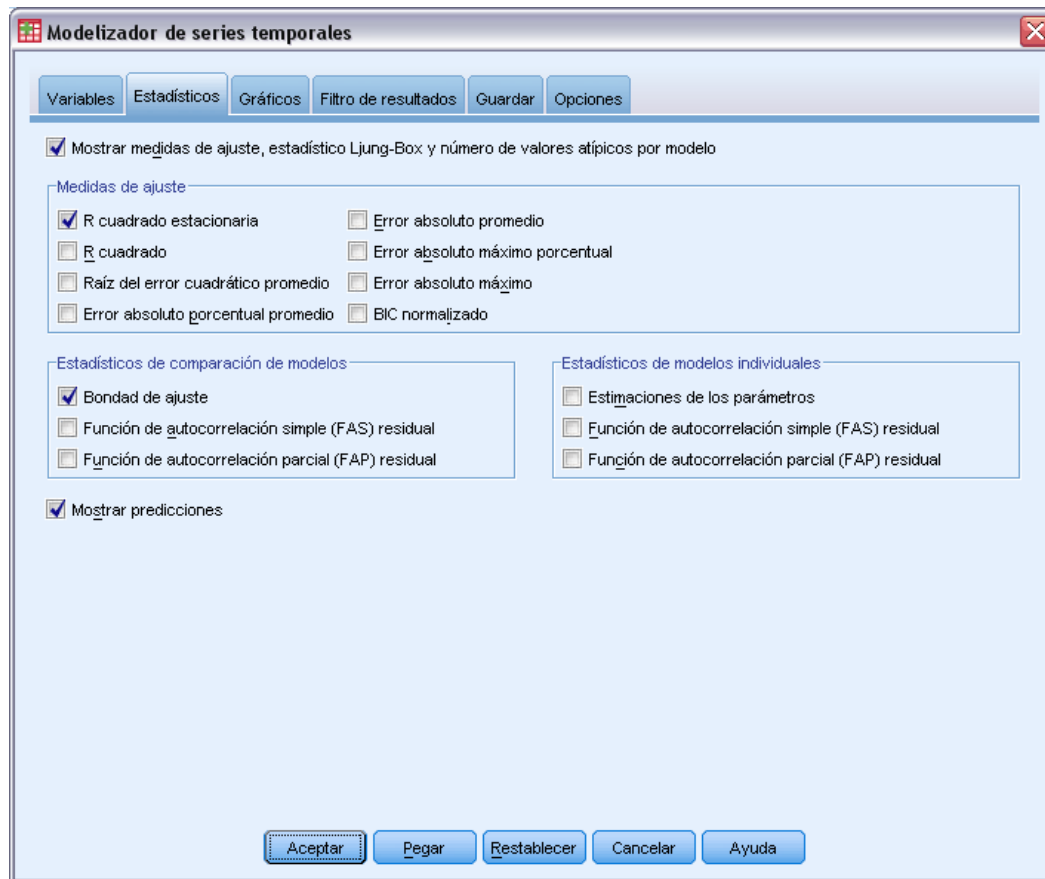 Modelizador de series temporales
Variables Estadísticos Gráficos Filtro de resultados Guardar Opciones
Mostrar medidas de ajuste, estadístico Ljung-Box y número de valores atípicos por modelo
Medidas de ajuste
R cuadrado estacionaria
Error absoluto promedio
R cuadrado
Error absoluto máximo porcentual
Raíz del error cuadrático promedio
Error absoluto máximo
Error absoluto porcentual promedio
BIC normalizado
Estadísticos de comparación de modelos
Bondad de ajuste
Función de autocorrelación simple (FAS) residual
Función de autocorrelación parcial (FAP) residual
Estadísticos de modelos individuales
Estimaciones de los parámetros
Función de autocorrelación simple (FAS) residual
Función de autocorrelación parcial (FAP) residual
Mostrar predicciones
Aceptar Pegar Restablecer Cancelar Ayuda